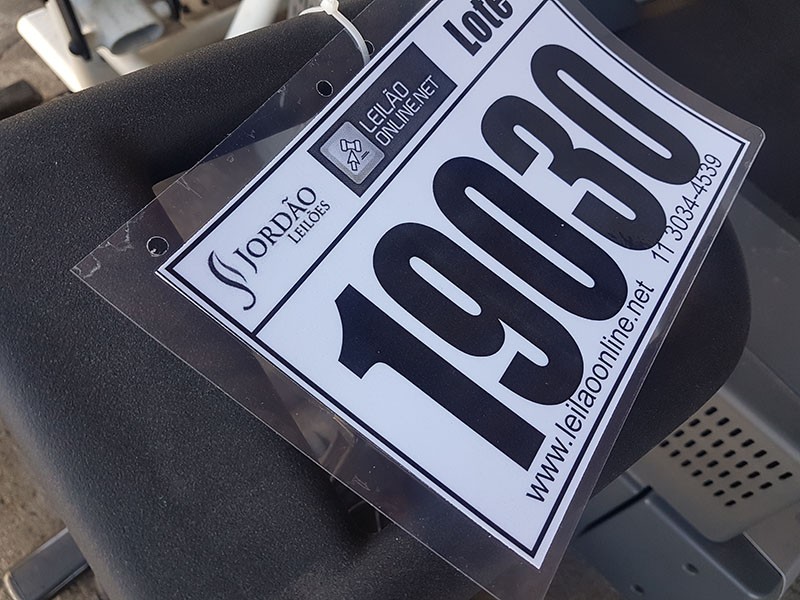 JORDÃO
LEILÕES
LEILÃO
ONLINE.NET
Lote
19030
www.leilaoonline.net 11 3034-4539